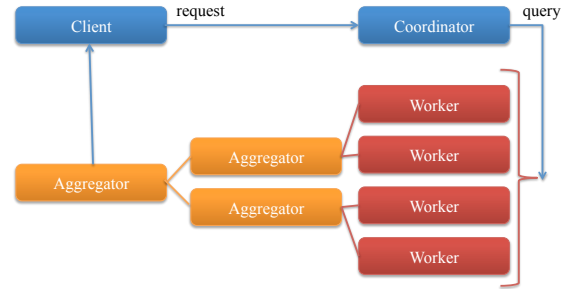 request
query
Client
Coordinator
Worker
Aggregator
Worker
Aggregator
Aggregator
Worker
Worker